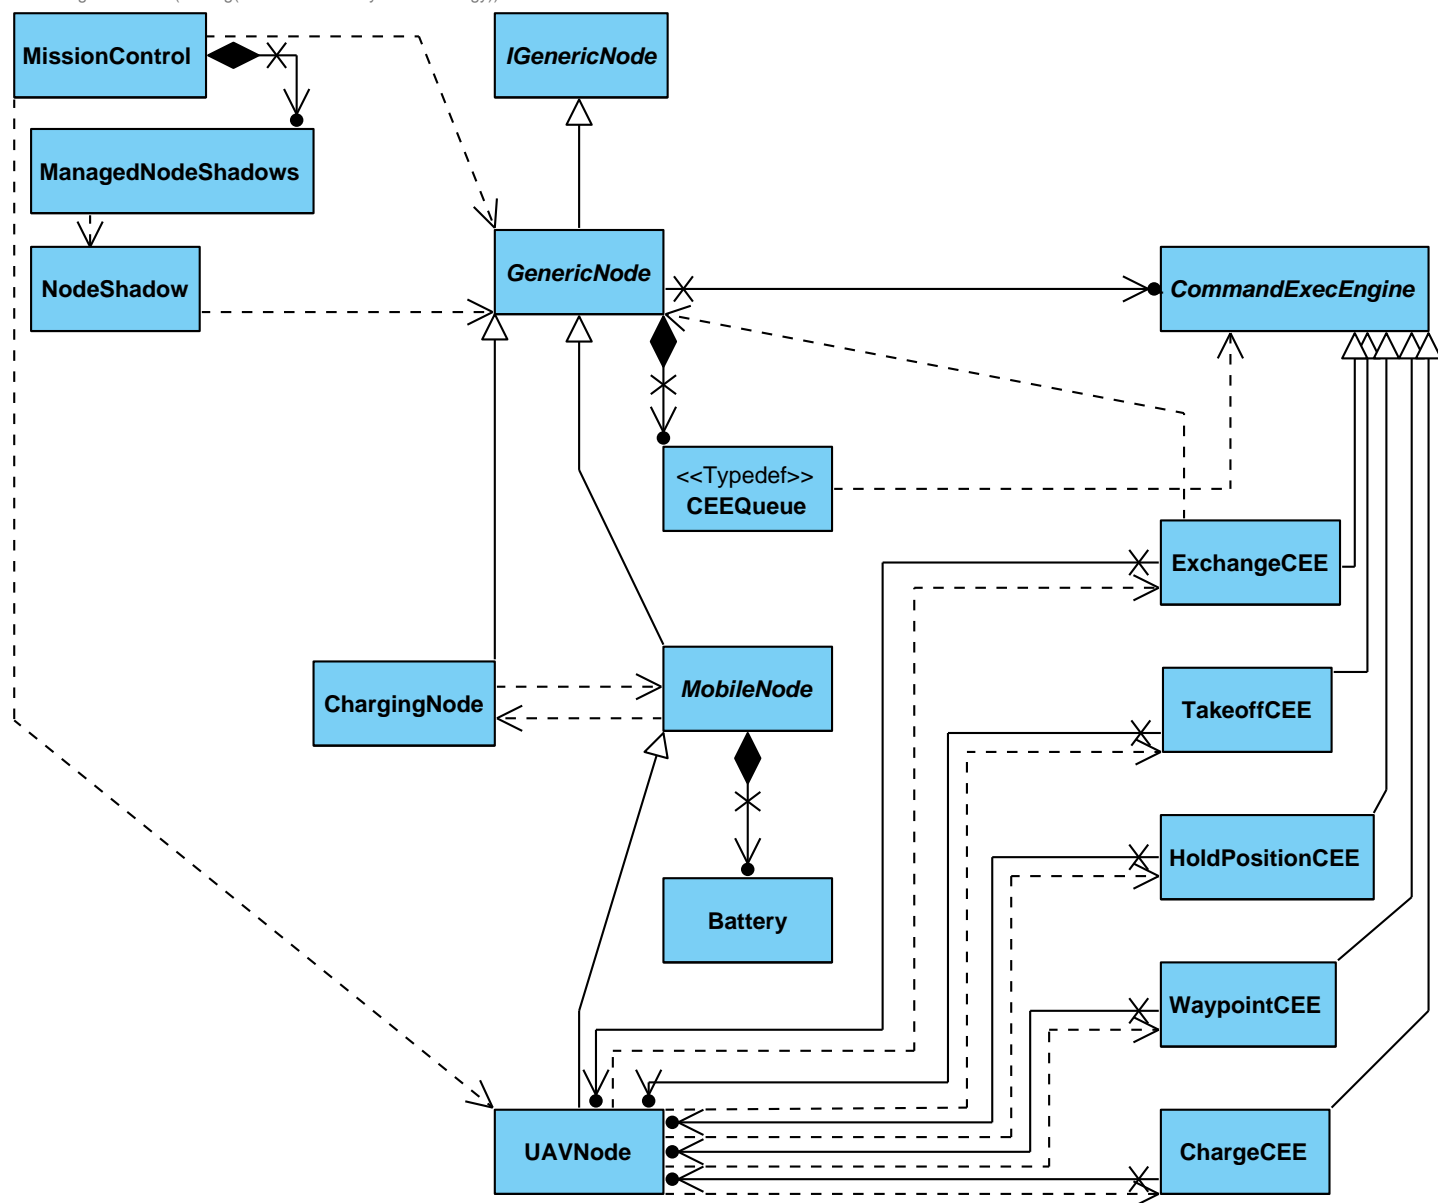 MissionControl
IGenericNode
ManagedNodeShadows
GenericNode
NodeShadow
CommandExecEngine
<<Typedef>>
CEEQueue
ExchangeCEE
ChargingNode
MobileNode
TakeoffCEE
HoldPositionCEE
Battery
WaypointCEE
UAVNode
ChargeCEE